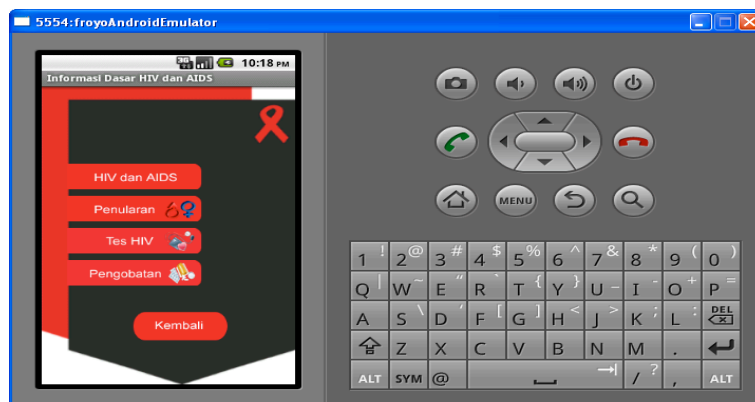 5554:froyoAndroidEmulator
3G
10:18 PM
Informasi Dasar HIV dan AIDS
HIV dan AIDS
Penularan
Tes HIV
Pengobatan
Kembali
MENU
1 ! 2 @ 3 # 4 $ 5 % 6 ^ 7 & 8 * 9 ( 0 )
Q | W ~ E " R ` T { Y } U _ I - O + P =
A S \ D ' F [ G ] H < J > K ; L : DEL
Z X C V B N M .
ALT SYM @ / ? , ALT